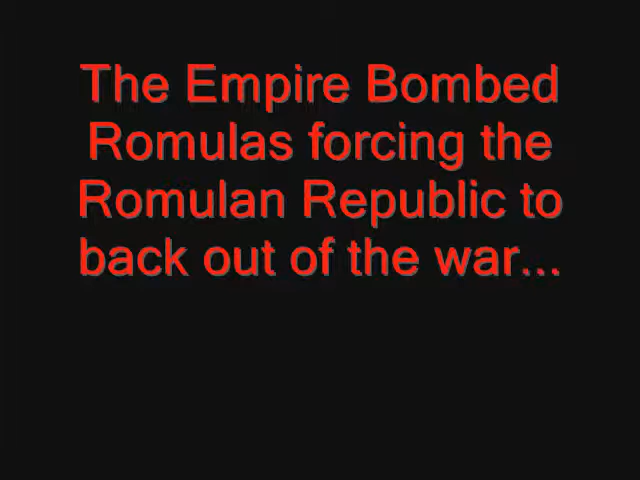 The Empire Bombed
Romulas forcing the
Romulan Republic to
back out of the war...